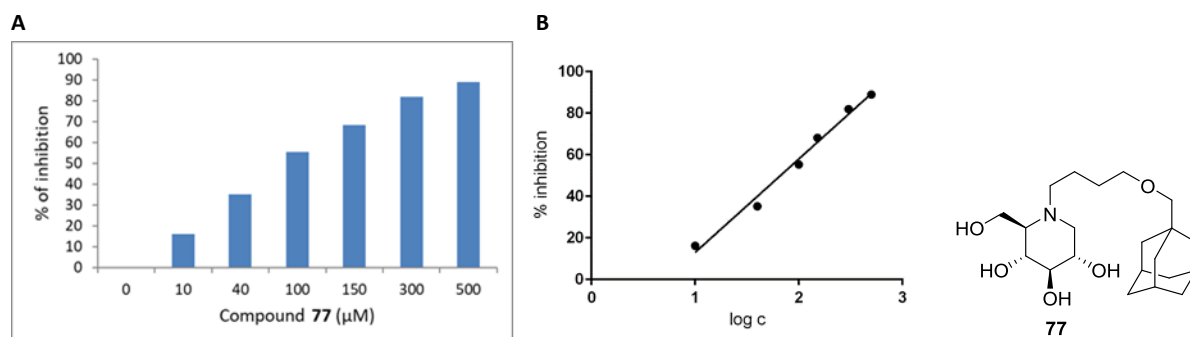 A
100
90
80
70
60
50
40
30
20
10
0
% of inhibition
0 10 40 100 150 300 500
Compound 77 (µM)
B
100
80
60
40
20
0
% inhibition
0 1 2 3
log c
O
N
HO
HO
OH
OH
77